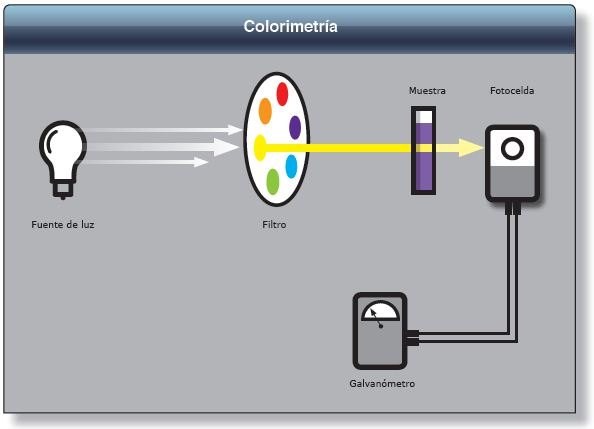 Colorimetría
Muestra
Fotocelda
Fuente de luz
Filtro
Galvanómetro